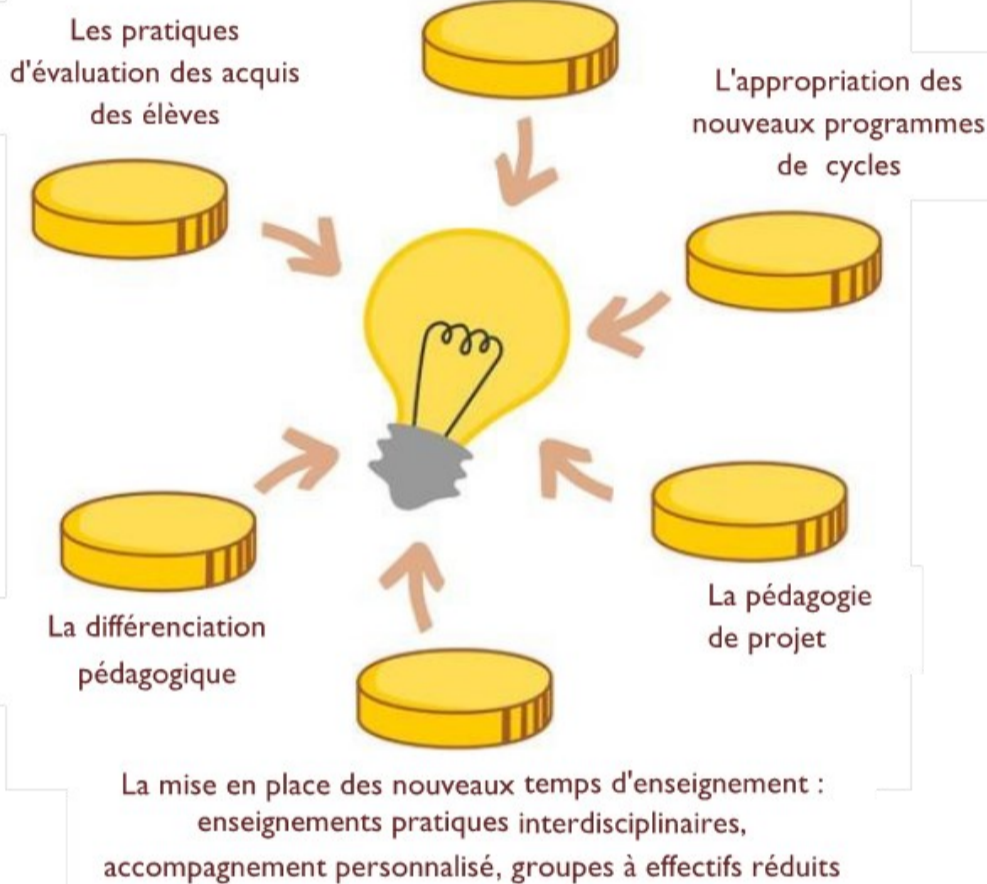 Les pratiques
d'évaluation des acquis
des élèves
L'appropriation des
nouveaux programmes
de cycles
La différenciation
pédagogique
La pédagogie
de projet
La mise en place des nouveaux temps d'enseignement :
enseignements pratiques interdisciplinaires,
accompagnement personnalisé, groupes à effectifs réduits